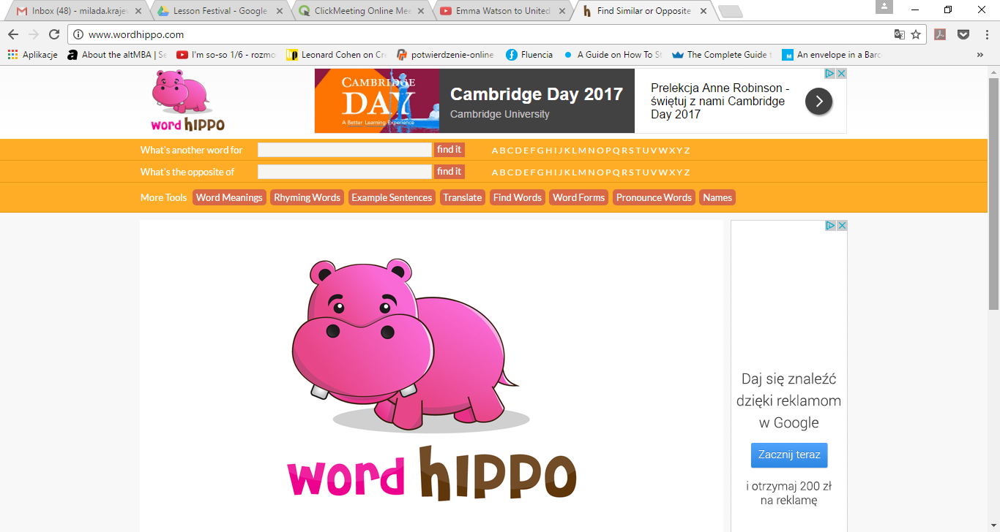 Inbox (48) - milada.kraje
Lesson Festival - Google
ClickMeeting Online Mee
Emma Watson to United
Find Similar or Opposite
www.wordhippo.com
Aplikacje
a About the altMBA | Se
I'm so-so 1/6 - rozmo
Leonard Cohen on Cre
potwierdzenie-online
Fluencia
A Guide on How To St
The Complete Guide t
An envelope in a Barc
»
word hippo
CAMBRIDGE
DAY
A Better Learning Experience
Cambridge Day 2017
Cambridge University
Prelekcja Anne Robinson -
świętuj z nami Cambridge
Day 2017
What's another word for
find it
A B C D E F G H I J K L M N O P Q R S T U V W X Y Z
What's the opposite of
find it
A B C D E F G H I J K L M N O P Q R S T U V W X Y Z
More Tools Word Meanings Rhyming Words Example Sentences Translate Find Words Word Forms Pronounce Words Names
word hippo
Daj się znaleźć
dzięki reklamom
w Google
Zacznij teraz
i otrzymaj 200 zł
na reklamę